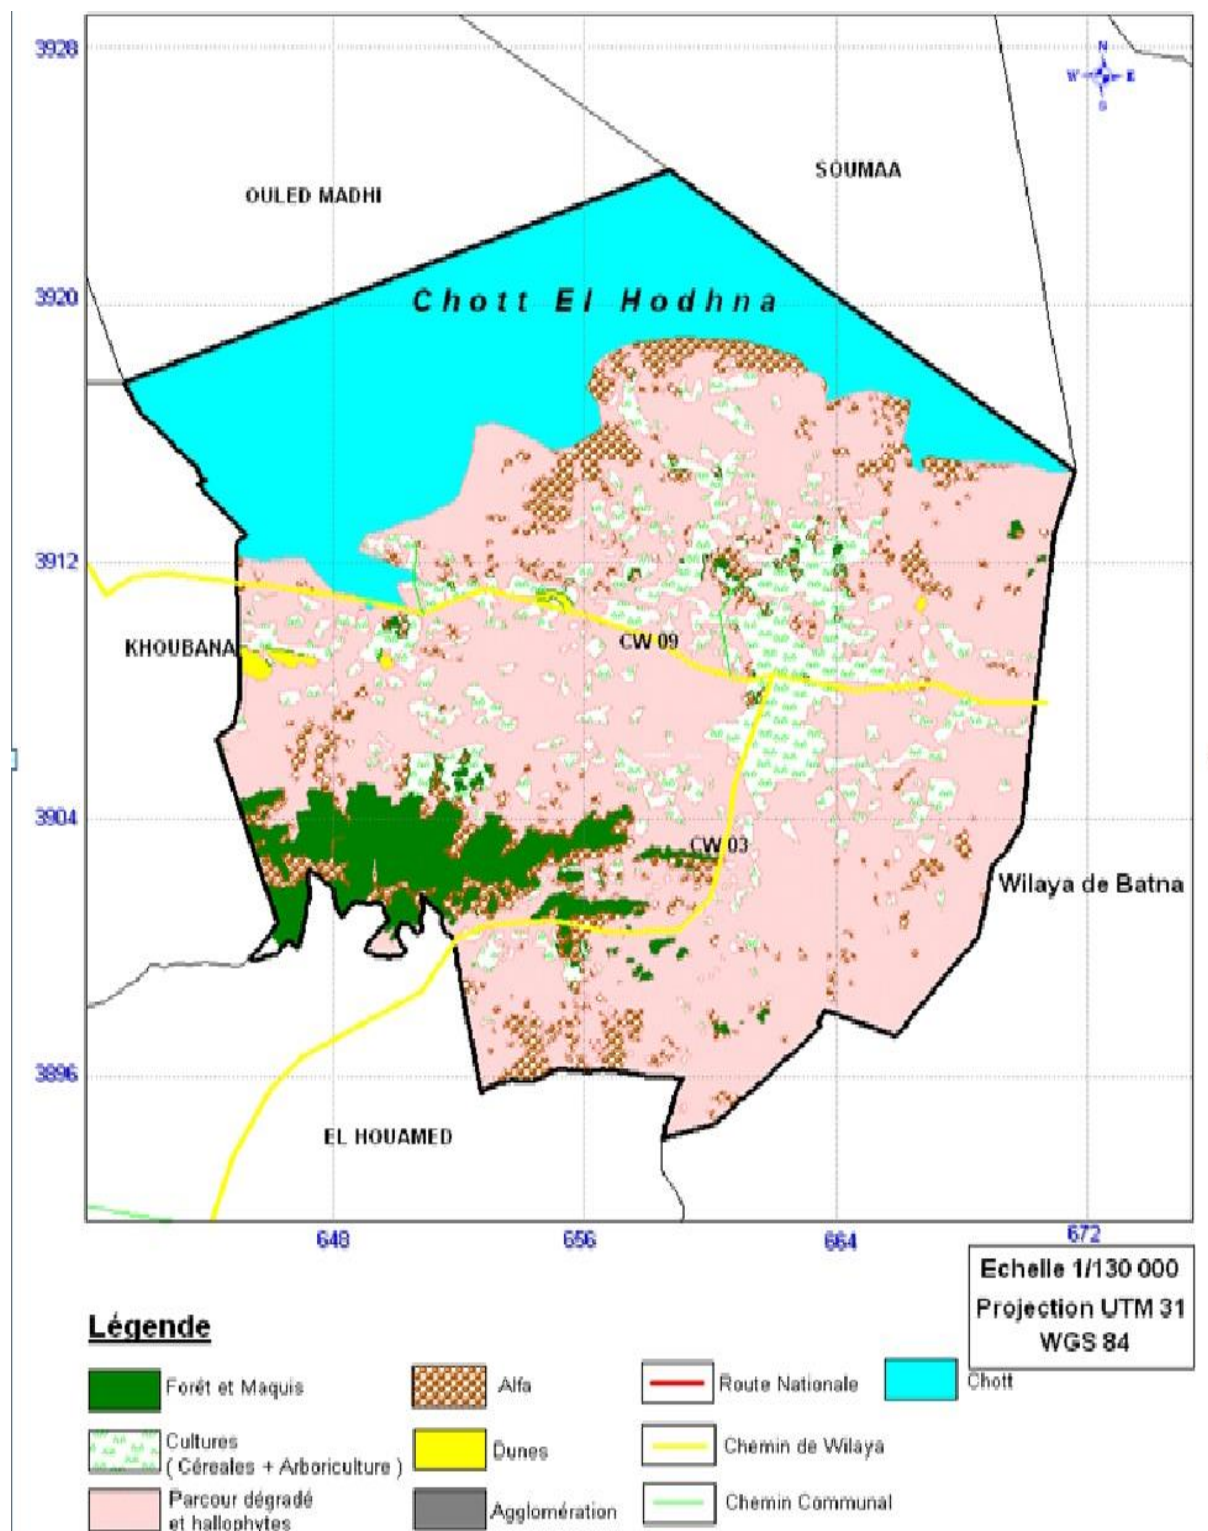 3928
N
W E
S
SOUMAA
OULED MADHI
3920
Chott El Hodhna
3912
KHOUBANA
CW 09
3904
CW 03
Wilaya de Batna
3896
EL HOUAMED
648
656
664
672
Echelle 1/130 000
Projection UTM 31
WGS 84
Légende
Forêt et Maquis
Alfa
Route Nationale
Chott
Cultures
( Céreales + Arboriculture )
Dunes
Chemin de Wilaya
Parcour dégradé
et hallophytes
Agglomération
Chemin Communal